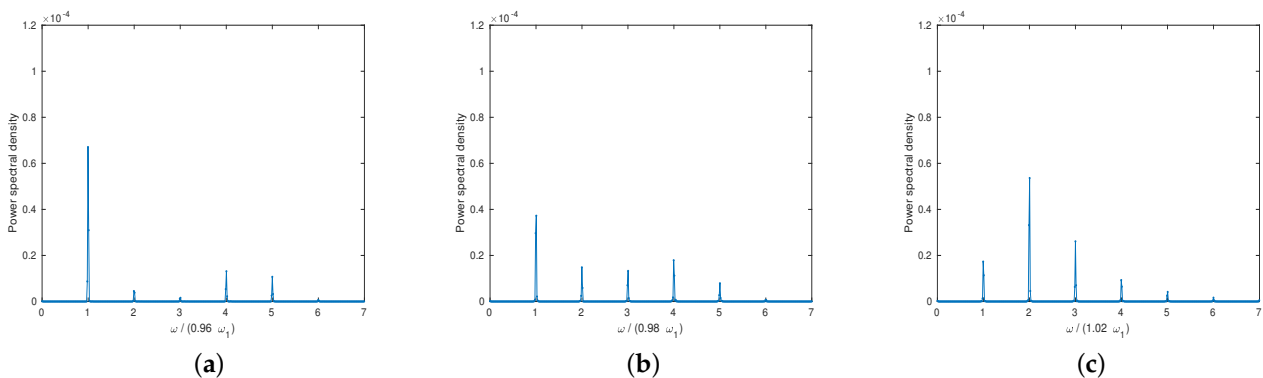 ×10⁻⁴
1.2
1
0.8
0.6
0.4
0.2
0
Power spectral density
0 1 2 3 4 5 6 7
ω / (0.96 ω₁)
(a)
×10⁻⁴
1.2
1
0.8
0.6
0.4
0.2
0
Power spectral density
0 1 2 3 4 5 6 7
ω / (0.98 ω₁)
(b)
×10⁻⁴
1.2
1
0.8
0.6
0.4
0.2
0
Power spectral density
0 1 2 3 4 5 6 7
ω / (1.02 ω₁)
(c)